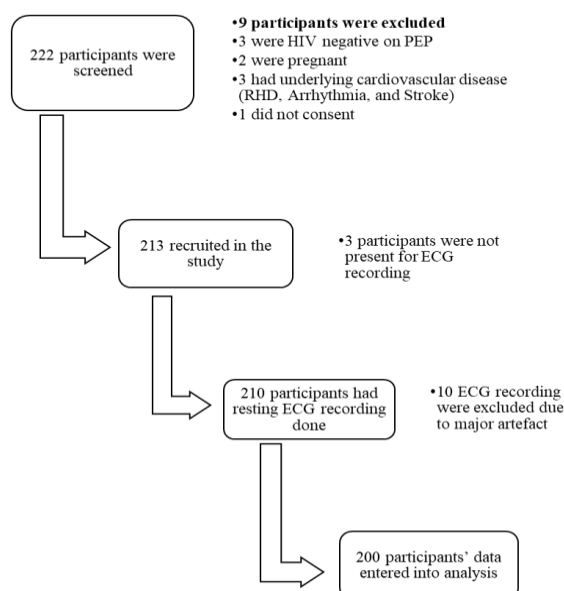 222 participants were
screened
•9 participants were excluded
•3 were HIV negative on PEP
•2 were pregnant
•3 had underlying cardiovascular disease
(RHD, Arrhythmia, and Stroke)
•1 did not consent
213 recruited in the
study
•3 participants were not
present for ECG
recording
210 participants had
resting ECG recording
done
•10 ECG recording
were excluded due
to major artefact
200 participants’ data
entered into analysis